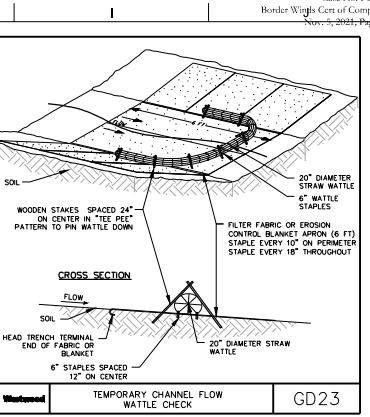 I
J
Border Winds Cert of Comp
Nov. 5, 2021, Pa
FLOW
6 FT.
SOIL
20" DIAMETER
STRAW WATTLE
6" WATTLE
STAPLES
WOODEN STAKES SPACED 24"
ON CENTER IN "TEE PEE"
PATTERN TO PIN WATTLE DOWN
FILTER FABRIC OR EROSION
CONTROL BLANKET APRON (6 FT)
STAPLE EVERY 10" ON PERIMETER
STAPLE EVERY 18" THROUGHOUT
CROSS SECTION
FLOW
SOIL
HEAD TRENCH TERMINAL
END OF FABRIC OR
BLANKET
20" DIAMETER STRAW
WATTLE
6" STAPLES SPACED
12" ON CENTER
Westwood
TEMPORARY CHANNEL FLOW
WATTLE CHECK
GD23